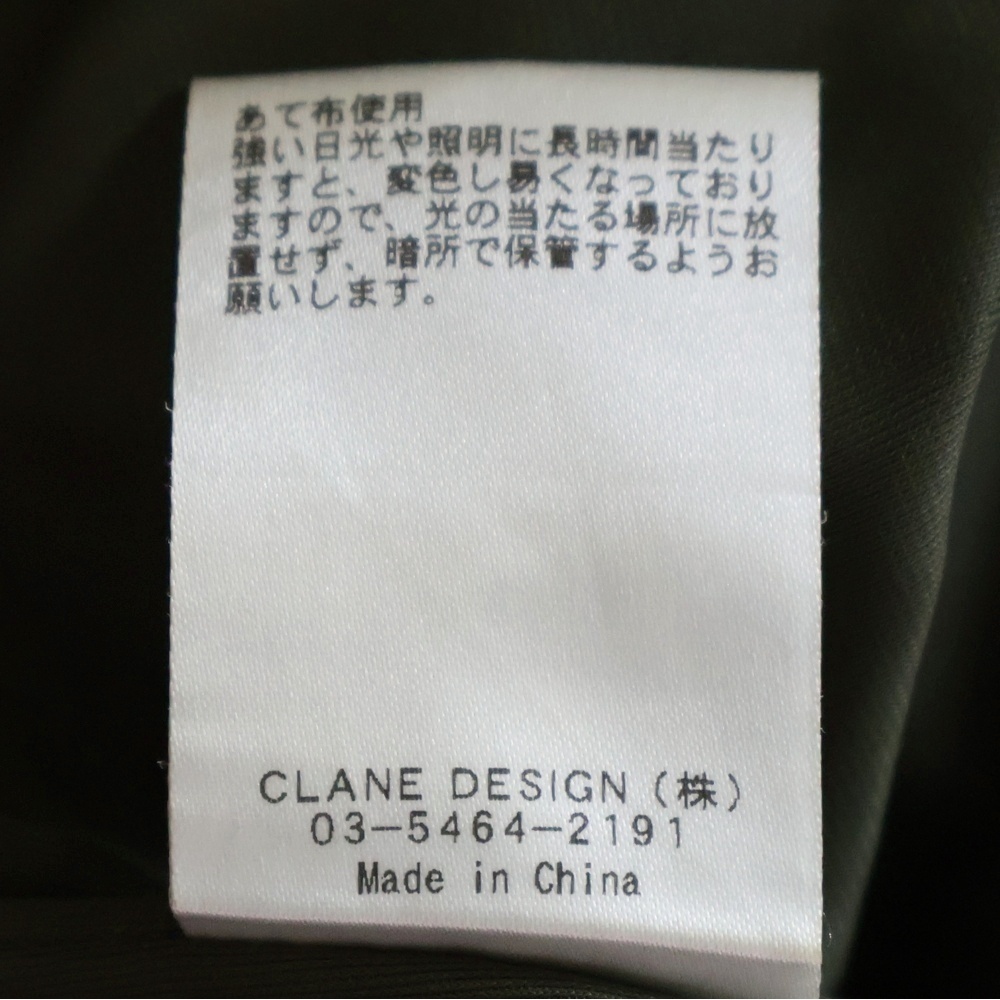 あて布使用
強い日光や照明に長時間当たり
ますと、変色し易くなっており
ますので、光の当たる場所に放
置せず、暗所で保管するようお
願いします。
CLANE DESIGN(株)
03-5464-2191
Made in China